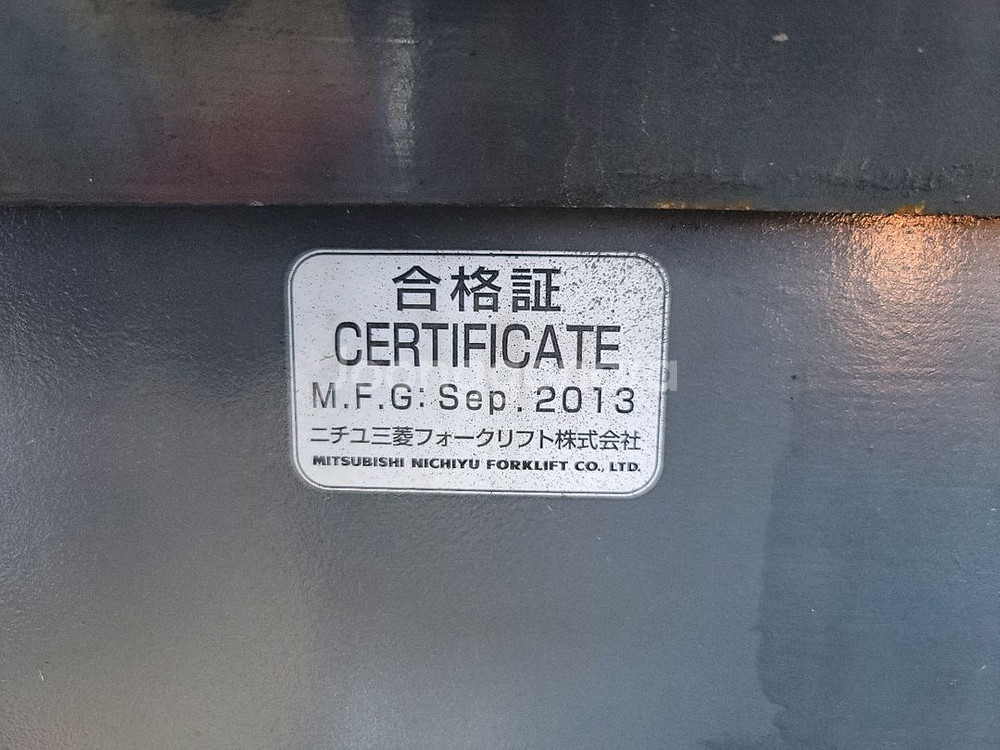 合格証
CERTIFICATE
M.F.G: Sep. 2013
ニチユ三菱フォークリフト株式会社
MITSUBISHI NICHIYU FORKLIFT CO., LTD.